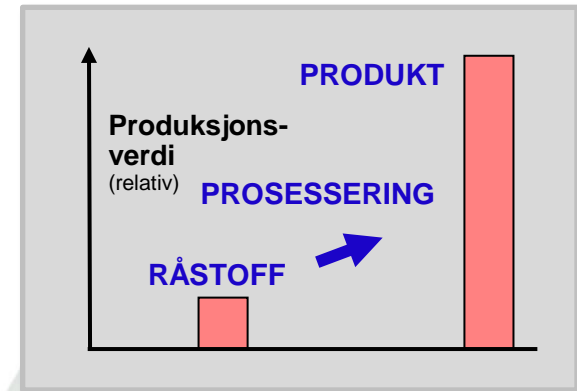 PRODUKT
Produksjons-
verdi
(relativ)
PROSESSERING
RÅSTOFF